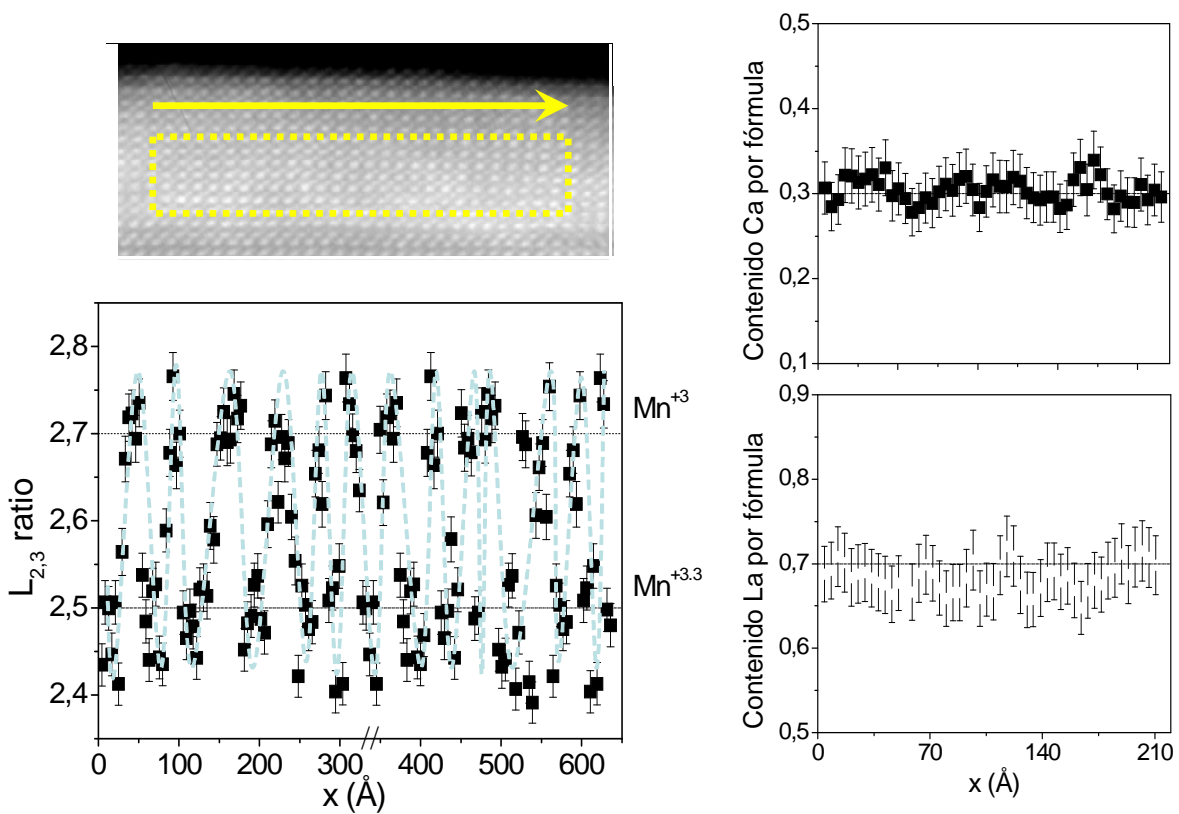 2,8
2,7
2,6
2,5
2,4
L2,3 ratio
0 100 200 300 400 500 600
x (Å)
Mn+3
Mn+3.3
0,5
0,4
0,3
0,2
0,1
Contenido Ca por fórmula
0,9
0,8
0,7
0,6
0,5
Contenido La por fórmula
0 70 140 210
x (Å)